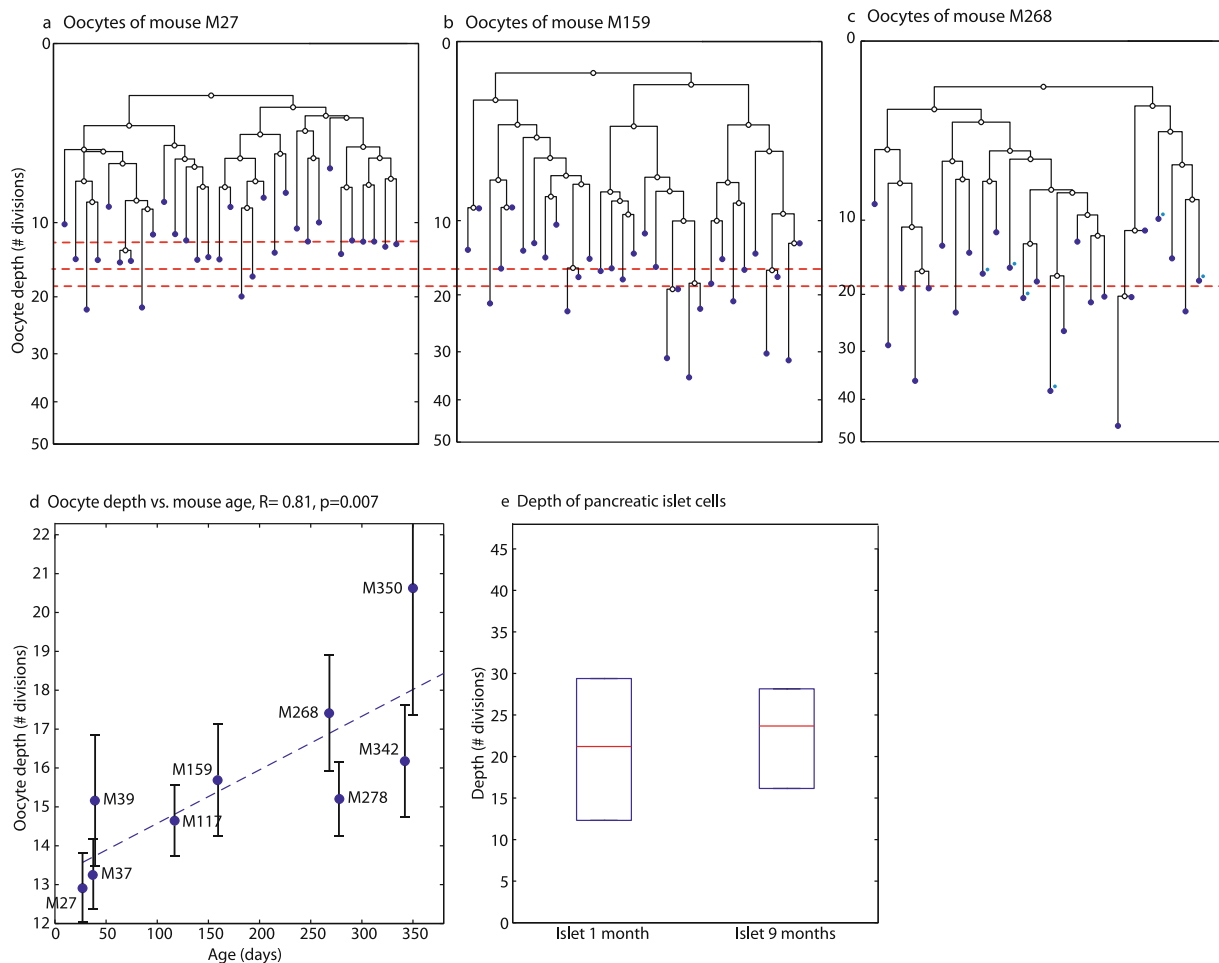 a Oocytes of mouse M27
b Oocytes of mouse M159
c Oocytes of mouse M268
Oocyte depth (# divisions)
0
10
20
30
40
50
0
10
20
30
40
50
0
10
20
30
40
50
d Oocyte depth vs. mouse age, R= 0.81, p=0.007
Oocyte depth (# divisions)
22
21
20
19
18
17
16
15
14
13
12
M350
M268
M342
M159
M39
M278
M117
M37
M27
0
50
100
150
200
250
300
350
Age (days)
e Depth of pancreatic islet cells
Depth (# divisions)
45
40
35
30
25
20
15
10
5
0
Islet 1 month
Islet 9 months